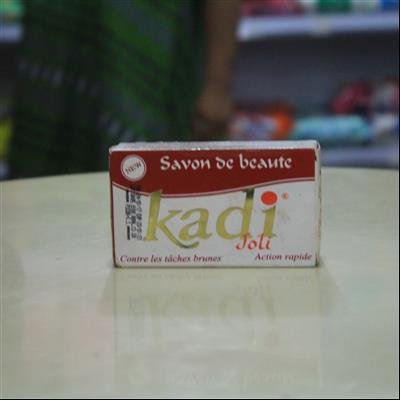 NEW
Savon de beaute
kadi®
Joli
Contre les tâches brunes
Action rapide